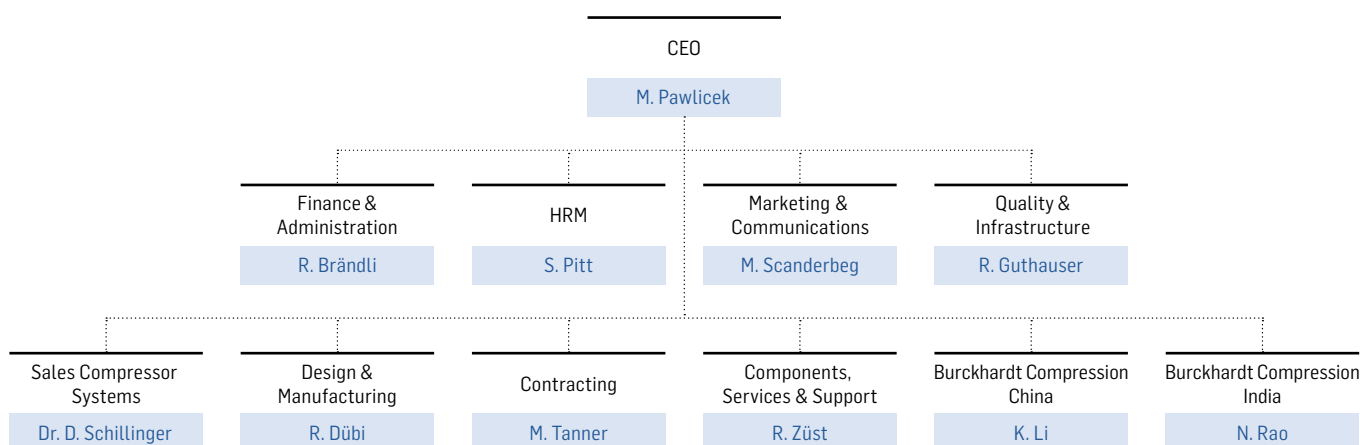 CEO
M. Pawlicek
Finance &
Administration
R. Brändli
HRM
S. Pitt
Marketing &
Communications
M. Scanderbeg
Quality &
Infrastructure
R. Guthauser
Sales Compressor
Systems
Dr. D. Schillinger
Design &
Manufacturing
R. Dübi
Contracting
M. Tanner
Components,
Services & Support
R. Züst
Burckhardt Compression
China
K. Li
Burckhardt Compression
India
N. Rao